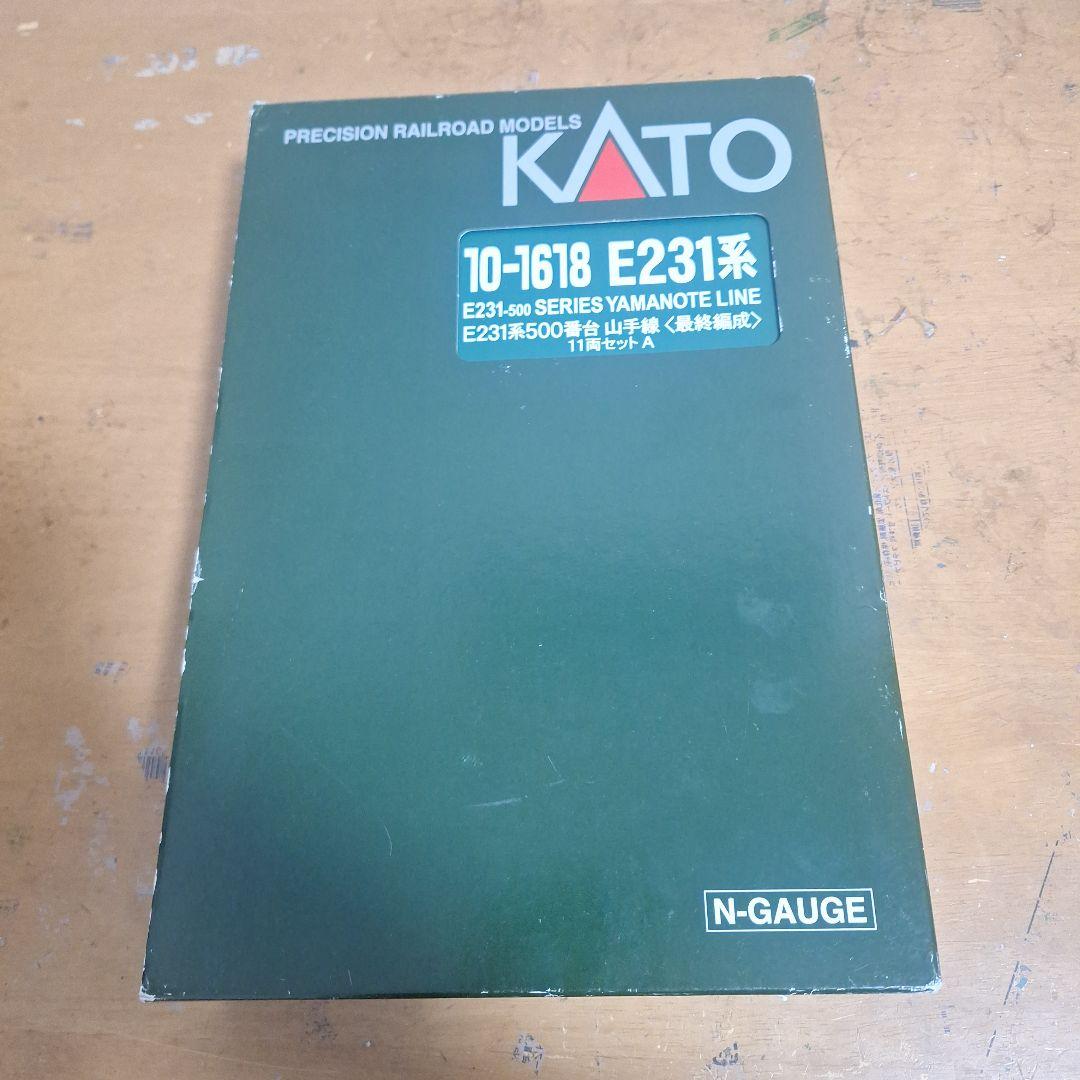 PRECISION RAILROAD MODELS
KATO
10-1618 E231系
E231-500 SERIES YAMANOTE LINE
E231系500番台 山手線〈最終編成〉
11両セットA
N-GAUGE